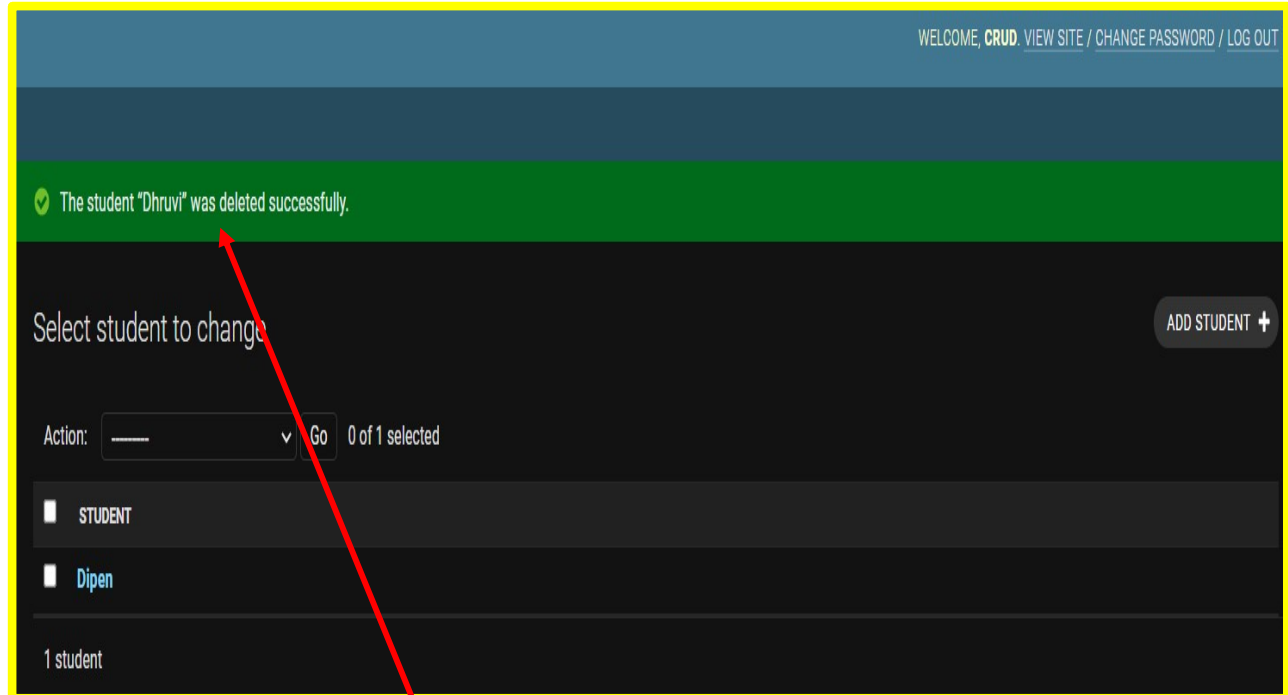 WELCOME, CRUD. VIEW SITE / CHANGE PASSWORD / LOG OUT
The student “Dhruvi” was deleted successfully.
Select student to change
ADD STUDENT +
Action: --------- Go 0 of 1 selected
STUDENT
Dipen
1 student